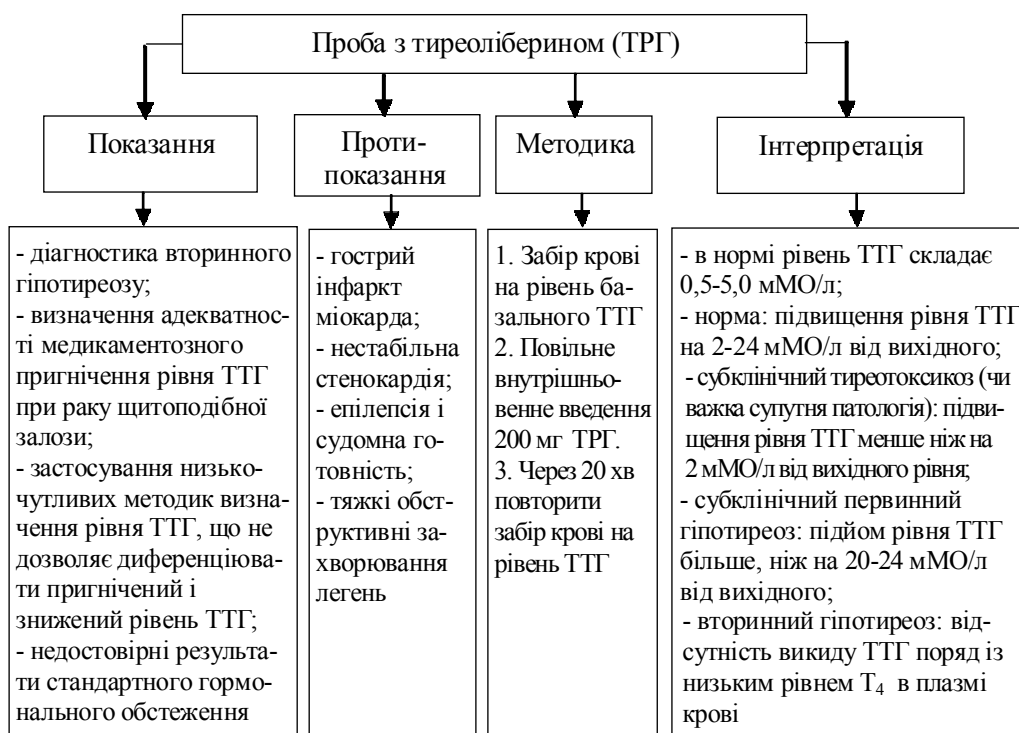 Проба з тиреоліберином (ТРГ)
Показання
Проти-
показання
Методика
Інтерпретація
- діагностика вторинного
гіпотиреозу;
- визначення адекватнос-
ті медикаментозного
пригнічення рівня ТТГ
при раку щитоподібної
залози;
- застосування низько-
чутливих методик визна-
чення рівня ТТГ, що не
дозволяє диференціюва-
ти пригнічений і
знижений рівень ТТГ;
- недостовірні результа-
ти стандартного гормо-
нального обстеження
- гострий
інфаркт
міокарда;
- нестабільна
стенокардія;
- епілепсія і
судомна го-
товність;
- тяжкі обст-
руктивні за-
хворювання
легень
1. Забір крові
на рівень ба-
зального ТТГ
2. Повільне
внутрішньо-
венне введення
200 мг ТРГ.
3. Через 20 хв
повторити
забір крові на
рівень ТТГ
- в нормі рівень ТТГ складає
0,5-5,0 мМО/л;
- норма: підвищення рівня ТТГ
на 2-24 мМО/л від вихідного;
- субклінічний тиреотоксикоз (чи
важка супутня патологія): підви-
щення рівня ТТГ менше ніж на
2 мМО/л від вихідного рівня;
- субклінічний первинний
гіпотиреоз: підйом рівня ТТГ
більше, ніж на 20-24 мМО/л
від вихідного;
- вторинний гіпотиреоз: від-
сутність викиду ТТГ поряд із
низьким рівнем Т₄ в плазмі
крові